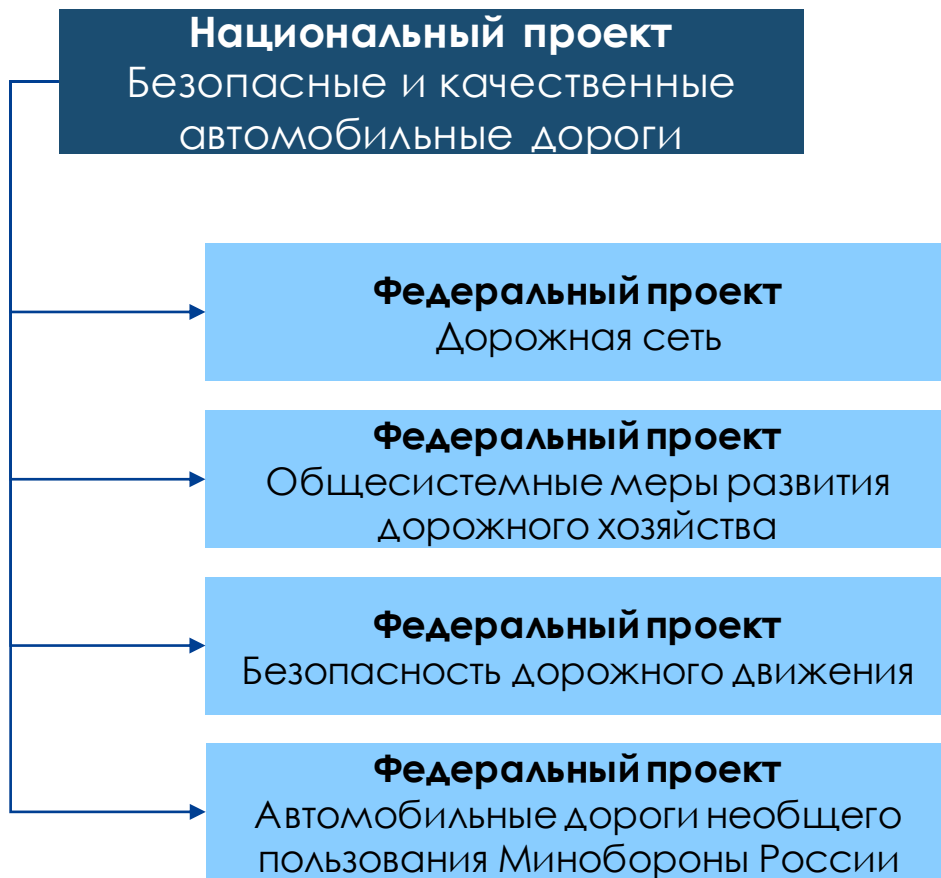 Национальный проект
Безопасные и качественные
автомобильные дороги
Федеральный проект
Дорожная сеть
Федеральный проект
Общесистемные меры развития
дорожного хозяйства
Федеральный проект
Безопасность дорожного движения
Федеральный проект
Автомобильные дороги необщего
пользования Минобороны России